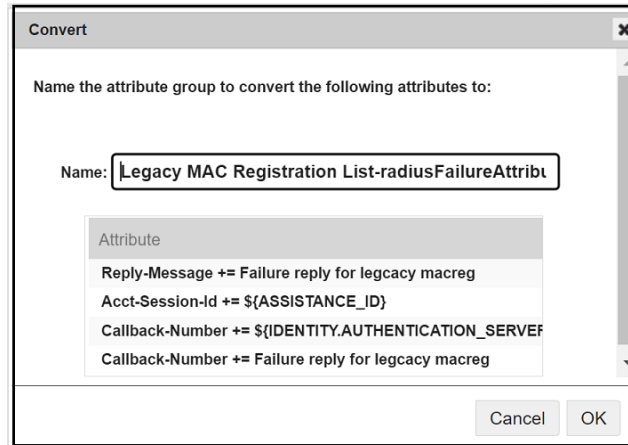 Convert
Name the attribute group to convert the following attributes to:
Name: Legacy MAC Registration List-radiusFailureAttribu
Attribute
Reply-Message += Failure reply for legcacy macreg
Acct-Session-Id += ${ASSISTANCE_ID}
Callback-Number += ${IDENTITY.AUTHENTICATION_SERVER
Callback-Number += Failure reply for legcacy macreg
Cancel OK